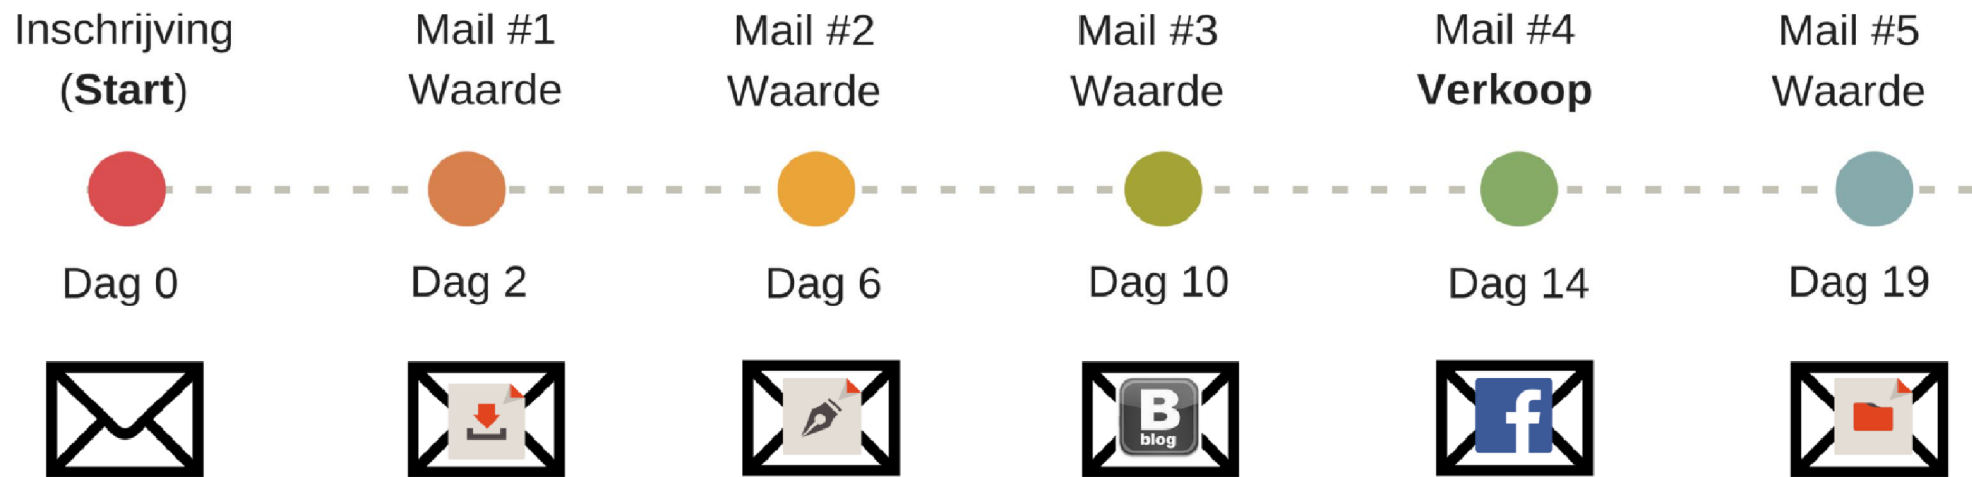 Inschrijving
(Start)
Mail #1
Waarde
Mail #2
Waarde
Mail #3
Waarde
Mail #4
Verkoop
Mail #5
Waarde
Dag 0
Dag 2
Dag 6
Dag 10
Dag 14
Dag 19
B
blog
f